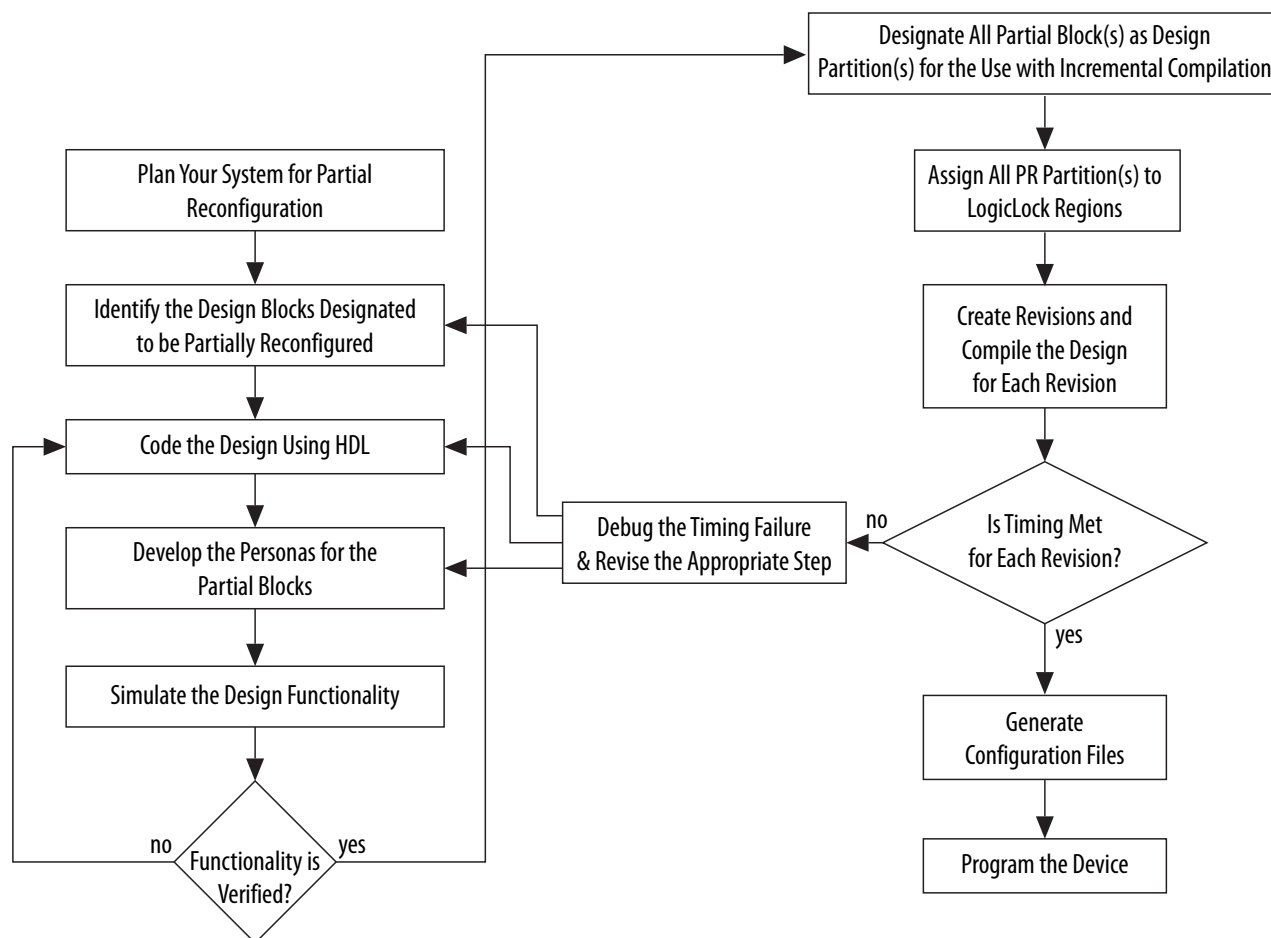 Plan Your System for Partial
Reconfiguration
Identify the Design Blocks Designated
to be Partially Reconfigured
Code the Design Using HDL
Develop the Personas for the
Partial Blocks
Simulate the Design Functionality
no
Functionality is
Verified?
yes
Designate All Partial Block(s) as Design
Partition(s) for the Use with Incremental Compilation
Assign All PR Partition(s) to
LogicLock Regions
Create Revisions and
Compile the Design
for Each Revision
Is Timing Met
for Each Revision?
no
Debug the Timing Failure
& Revise the Appropriate Step
yes
Generate
Configuration Files
Program the Device